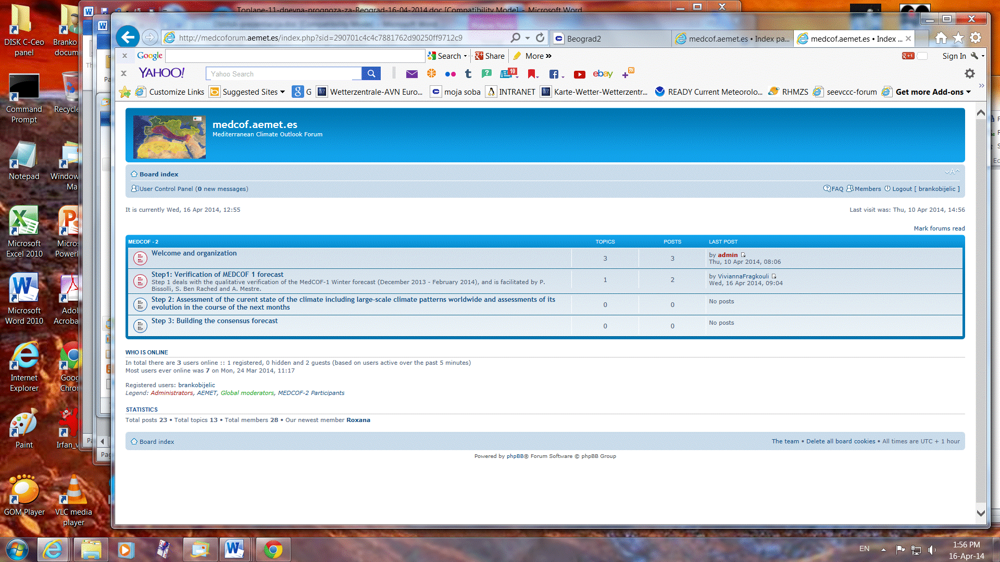 Toplane-11-dnevna-prognoza-za-Beograd-16-04-2014.doc [Compatibility Mode] - Microsoft Word
http://medcoforum.aemet.es/index.php?sid=290701c4c4c7881762d90250ff9712c9
Beograd2
medcof.aemet.es • Index pa...
medcof.aemet.es • Index ...
Google
Search
Share
More »
+1
Sign In
YAHOO!
Yahoo Search
10
ebay
Customize Links
Suggested Sites
G
Wetterzentrale-AVN Euro...
moja soba
INTRANET
Karte-Wetter-Wetterzentr...
READY Current Meteorolo...
RHMZS
seevccc-forum
Get more Add-ons
medcof.aemet.es
Mediterranean Climate Outlook Forum
Board index
User Control Panel (0 new messages)
FAQ
Members
Logout [ brankobijelic ]
It is currently Wed, 16 Apr 2014, 12:55
Last visit was: Thu, 10 Apr 2014, 14:56
Mark forums read
MEDCOF - 2
TOPICS
POSTS
LAST POST
Welcome and organization
3
3
by admin
Thu, 10 Apr 2014, 08:06
Step1: Verification of MEDCOF 1 forecast
Step 1 deals with the qualitative verification of the MedCOF-1 Winter forecast (December 2013 - February 2014), and is facilitated by P.
Bissolli, S. Ben Rached and A. Mestre.
1
2
by ViviannaFragkouli
Wed, 16 Apr 2014, 09:04
Step 2: Assessment of the curent state of the climate including large-scale climate patterns worldwide and assessments of its
evolution in the course of the next months
0
0
No posts
Step 3: Building the consensus forecast
0
0
No posts
WHO IS ONLINE
In total there are 3 users online :: 1 registered, 0 hidden and 2 guests (based on users active over the past 5 minutes)
Most users ever online was 7 on Mon, 24 Mar 2014, 11:17
Registered users: brankobijelic
Legend: Administrators, AEMET, Global moderators, MEDCOF-2 Participants
STATISTICS
Total posts 23 • Total topics 13 • Total members 28 • Our newest member Roxana
Board index
The team • Delete all board cookies • All times are UTC + 1 hour
Powered by phpBB® Forum Software © phpBB Group
DISK C-Ceo
panel
Branko
docum
Command
Prompt
Recycle
Notepad
Window
Ma
Microsoft
Excel 2010
Micro
PowerI
Microsoft
Word 2010
Adol
Acroba
Internet
Explorer
Goog
Chror
Paint
Irfan_v
GOM Player
VLC media
player
EN
1:56 PM
16-Apr-14